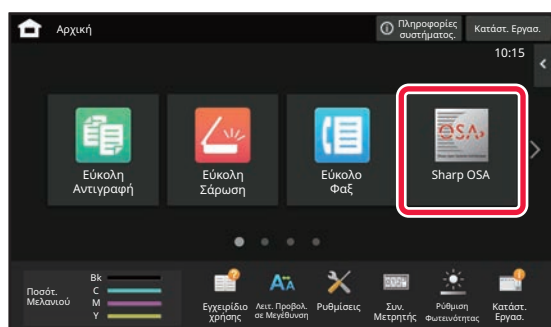 Αρχική
Πληροφορίες
συστήματος.
Κατάστ. Εργασ.
10:15
Εύκολη
Αντιγραφή
Εύκολη
Σάρωση
Εύκολο
Φαξ
OSA
Sharp OSA
Ποσότ.
Μελανιού
Bk
C
M
Y
Εγχειρίδιο
χρήσης
Λειτ. Προβολ.
σε Μεγέθυνση
Ρυθμίσεις
Συν.
Μετρητής
Ρύθμιση
Φωτεινότητας
Κατάστ.
Εργασ.